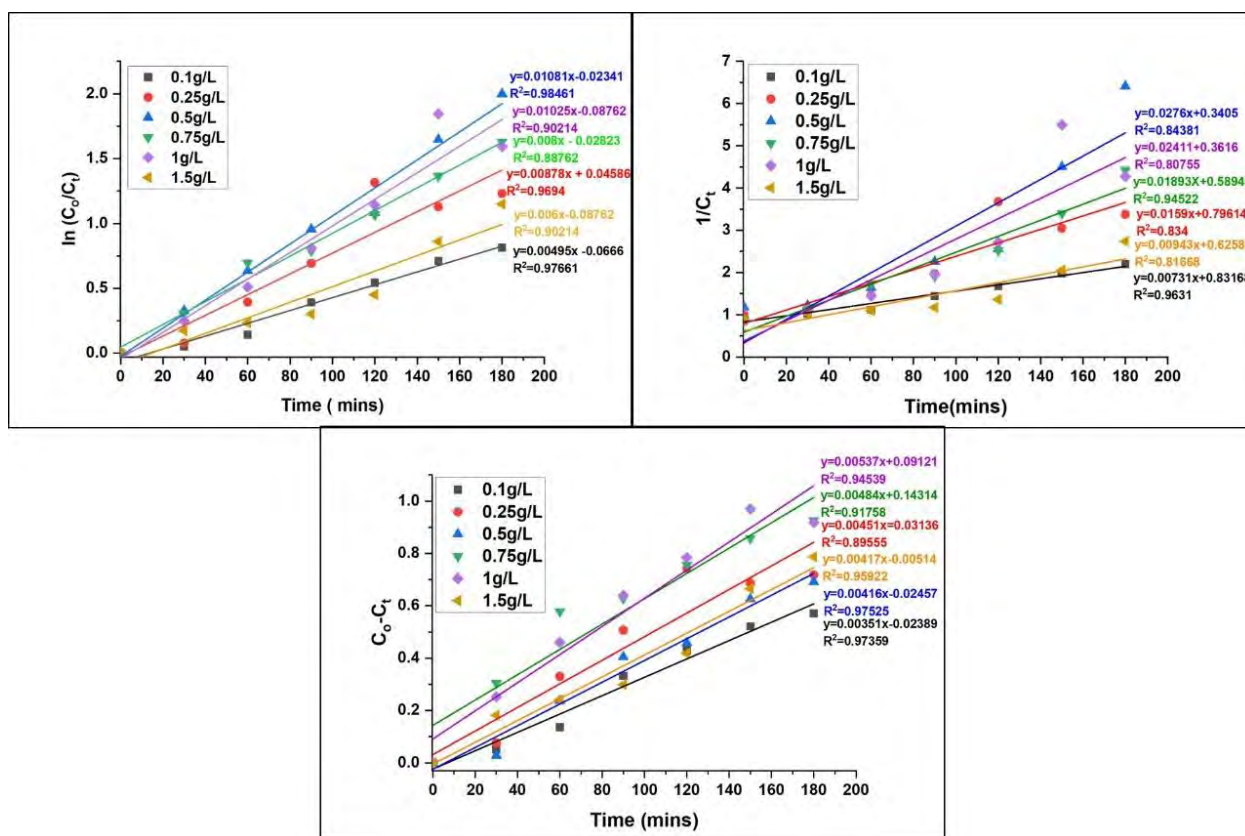 ln (C₀/Cₜ)
2.0
1.5
1.0
0.5
0.0
0.1g/L
0.25g/L
0.5g/L
0.75g/L
1g/L
1.5g/L
y=0.01081x-0.02341
R²=0.98461
y=0.01025x-0.08762
R²=0.90214
y=0.008x - 0.02823
R²=0.88762
y=0.00878x + 0.04586
R²=0.9694
y=0.006x-0.08762
R²=0.90214
y=0.00495x -0.0666
R²=0.97661
0 20 40 60 80 100 120 140 160 180 200
Time ( mins)
1/Cₜ
7
6
5
4
3
2
1
0
0.1g/L
0.25g/L
0.5g/L
0.75g/L
1g/L
1.5g/L
y=0.0276x+0.3405
R²=0.84381
y=0.02411+0.3616
R²=0.80755
y=0.01893X+0.5894
R²=0.94522
y=0.0159x+0.79614
R²=0.834
y=0.00943x+0.6258
R²=0.81668
y=0.00731x+0.83168
R²=0.9631
0 20 40 60 80 100 120 140 160 180 200
Time(mins)
C₀-Cₜ
1.0
0.8
0.6
0.4
0.2
0.0
0.1g/L
0.25g/L
0.5g/L
0.75g/L
1g/L
1.5g/L
y=0.00537x+0.09121
R²=0.94539
y=0.00484x+0.14314
R²=0.91758
y=0.00451x=0.03136
R²=0.89555
y=0.00417x-0.00514
R²=0.95922
y=0.00416x-0.02457
R²=0.97525
y=0.00351x-0.02389
R²=0.97359
0 20 40 60 80 100 120 140 160 180 200
Time (mins)